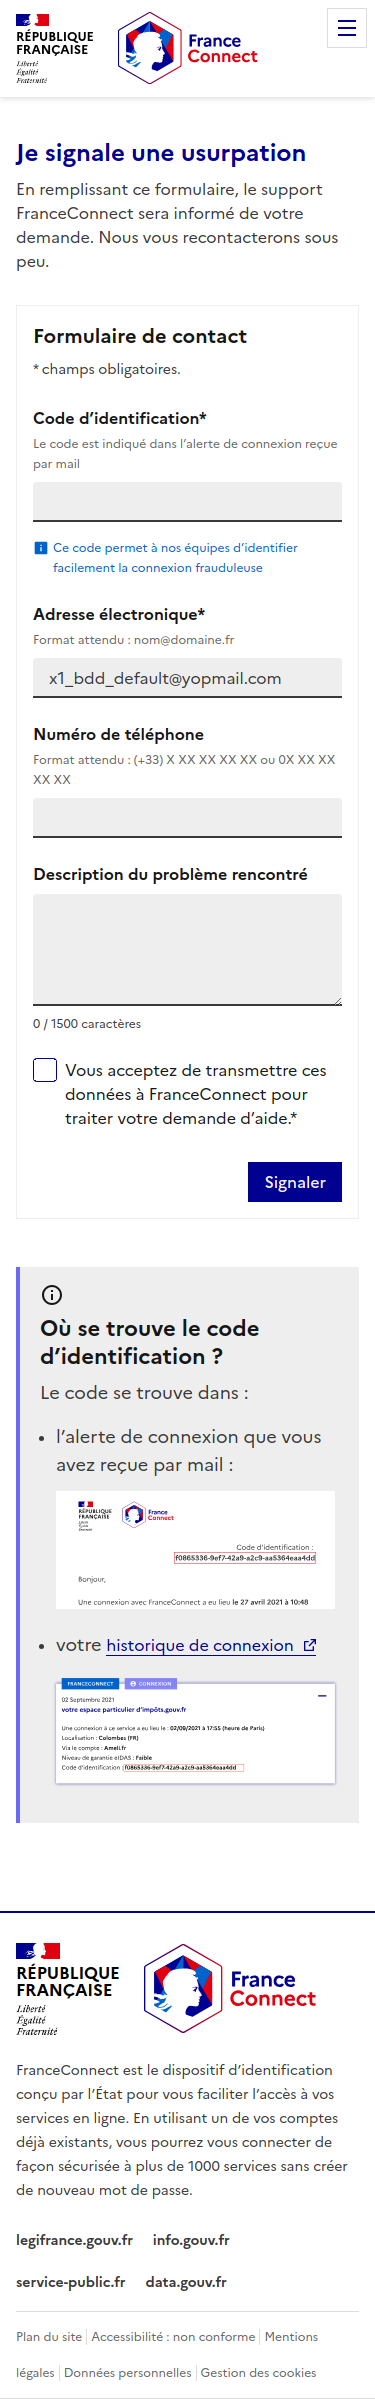 RÉPUBLIQUE
FRANÇAISE
Liberté
Égalité
Fraternité
France
Connect
Je signale une usurpation
En remplissant ce formulaire, le support
FranceConnect sera informé de votre
demande. Nous vous recontacterons sous
peu.
Formulaire de contact
* champs obligatoires.
Code d’identification*
Le code est indiqué dans l’alerte de connexion reçue
par mail
Ce code permet à nos équipes d’identifier
facilement la connexion frauduleuse
Adresse électronique*
Format attendu : nom@domaine.fr
x1_bdd_default@yopmail.com
Numéro de téléphone
Format attendu : (+33) X XX XX XX XX ou 0X XX XX
XX XX
Description du problème rencontré
0 / 1500 caractères
Vous acceptez de transmettre ces
données à FranceConnect pour
traiter votre demande d’aide.*
Signaler
Où se trouve le code
d’identification ?
Le code se trouve dans :
• l’alerte de connexion que vous
avez reçue par mail :
RÉPUBLIQUE
FRANÇAISE
Liberté
Égalité
Fraternité
France
Connect
Code d'identification :
f0865336-9ef7-42a9-a2c9-aa5364eaa4dd
Bonjour,
Une connexion avec FranceConnect a eu lieu le 27 avril 2021 à 10:48
• votre historique de connexion
FRANCECONNECT CONNEXION
02 Septembre 2021
votre espace particulier d'impôts.gouv.fr
Une connexion à ce service a eu lieu le : 02/09/2021 à 17:55 (heure de Paris)
Localisation : Colombes (FR)
Via le compte : Ameli.fr
Niveau de garantie eIDAS : Faible
Code d'identification : f0865336-9ef7-42a9-a2c9-aa5364eaa4dd
RÉPUBLIQUE
FRANÇAISE
Liberté
Égalité
Fraternité
France
Connect
FranceConnect est le dispositif d’identification
conçu par l’État pour vous faciliter l’accès à vos
services en ligne. En utilisant un de vos comptes
déjà existants, vous pourrez vous connecter de
façon sécurisée à plus de 1000 services sans créer
de nouveau mot de passe.
legifrance.gouv.fr info.gouv.fr
service-public.fr data.gouv.fr
Plan du site Accessibilité : non conforme Mentions
légales Données personnelles Gestion des cookies